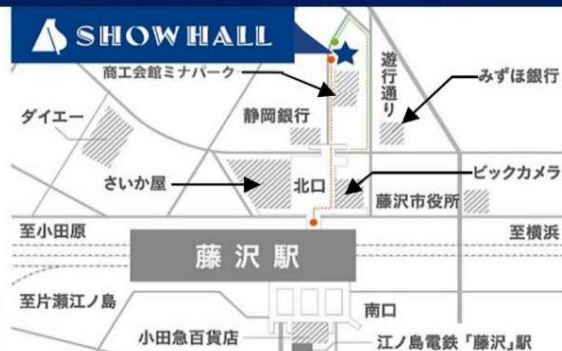 SHOWHALL
商工会館ミナパーク
遊行通り
みずほ銀行
ダイエー
静岡銀行
さいか屋
北口
ビックカメラ
藤沢市役所
至小田原
至横浜
藤沢駅
至片瀬江ノ島
南口
小田急百貨店
江ノ島電鉄「藤沢」駅